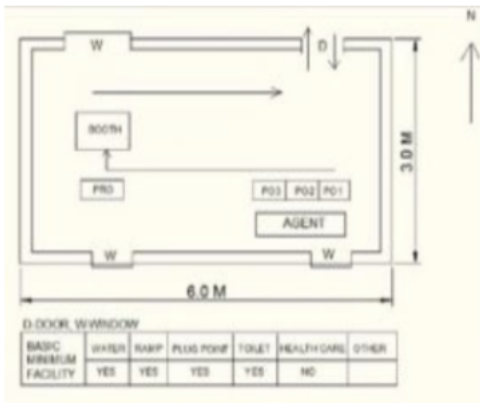 N
W
D
BOOTH
3.0 M
PRO
PO3 PO2 PO1
AGENT
W
W
6.0 M
D-DOOR, W-WINDOW
BASIC MINIMUM FACILITY
WATER RAMP PLUG POINT TOILET HEALTH CARE OTHER
YES YES YES YES NO